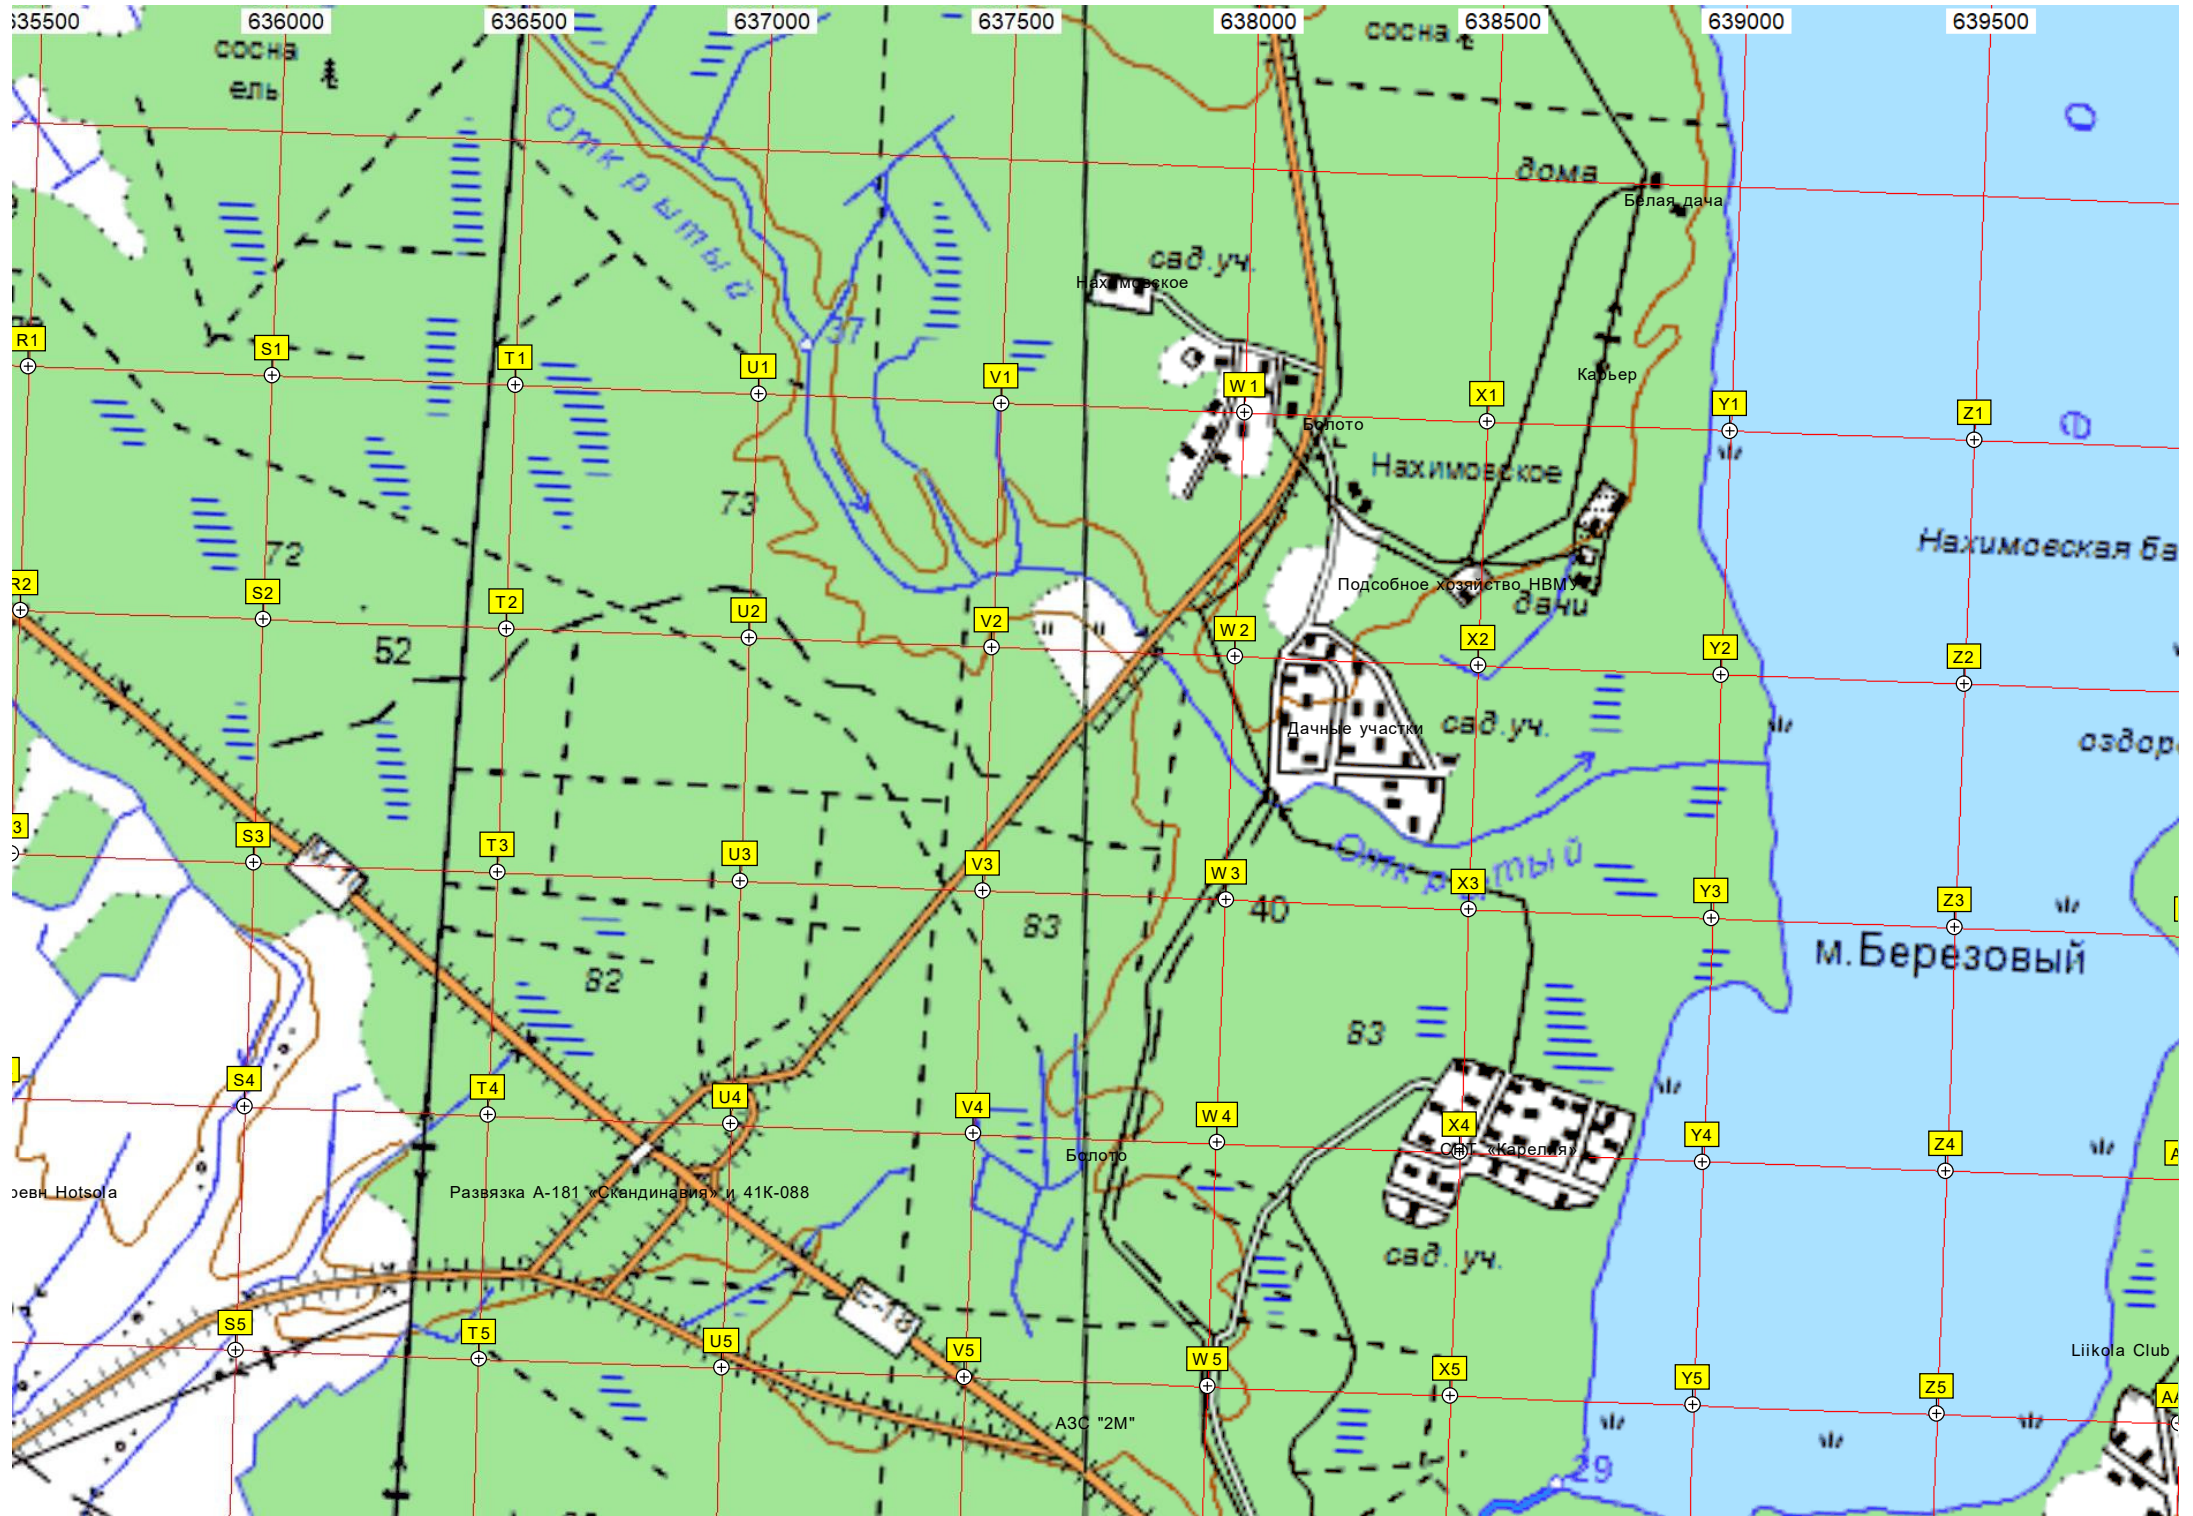 635500 636000 636500 637000 637500 638000 638500 639000 639500
сосна
ель
сосна
О
Открытый
дома
Белая дача
сад.уч.
Нахимовское
37
R1 S1 T1 U1 V1 W1 X1 Y1 Z1
Карьер
Болото
е
Нахимовское
73
72
Нахимовская ба
Подсобное хозяйство НВМУ
дачи
R2 S2 T2 U2 V2 W2 X2 Y2 Z2
52
Дачные участки
сад.уч.
оздор
3 S3 T3 U3 V3 W3 X3 Y3 Z3
Открытый
40
83
82
м.Березовый
83
S4 T4 U4 V4 W4 X4 Y4 Z4
Болото
СНТ «Карелия»
ревн Hotsola
Развязка А-181 «Скандинавия» и 41К-088
сад. уч.
E-18
S5 T5 U5 V5 W5 X5 Y5 Z5 AA
Liikola Club
АЗС "2М"
29